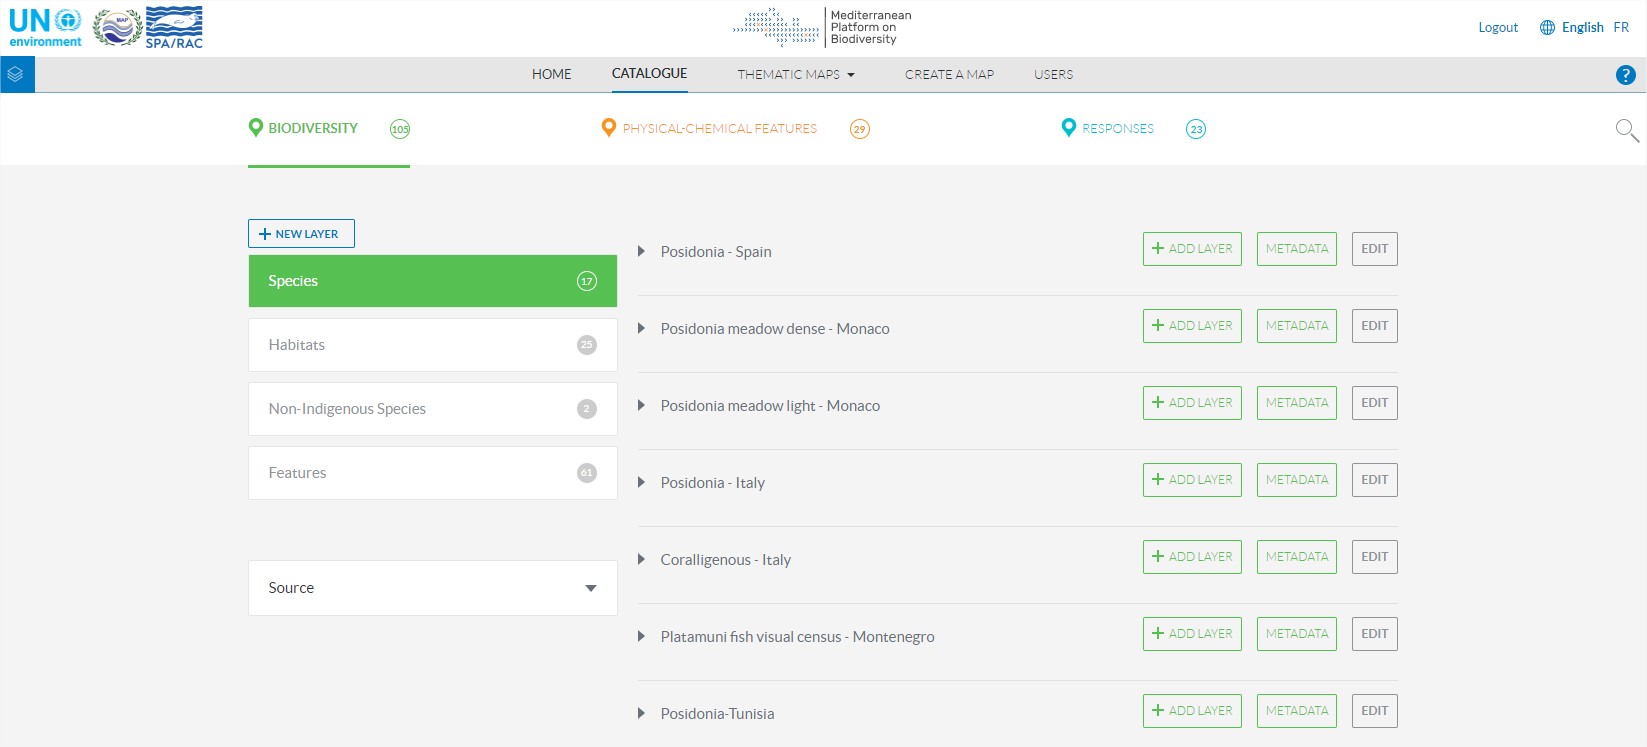 UN
environment
MAP
SPA/RAC
Mediterranean
Platform on
Biodiversity
Logout
English FR
HOME CATALOGUE THEMATIC MAPS CREATE A MAP USERS
?
BIODIVERSITY 105 PHYSICAL-CHEMICAL FEATURES 29 RESPONSES 23
NEW LAYER
Species 17
Habitats 25
Non-Indigenous Species 2
Features 61
Source
Posidonia - Spain ADD LAYER METADATA EDIT
Posidonia meadow dense - Monaco ADD LAYER METADATA EDIT
Posidonia meadow light - Monaco ADD LAYER METADATA EDIT
Posidonia - Italy ADD LAYER METADATA EDIT
Coralligenous - Italy ADD LAYER METADATA EDIT
Platamuni fish visual census - Montenegro ADD LAYER METADATA EDIT
Posidonia-Tunisia ADD LAYER METADATA EDIT